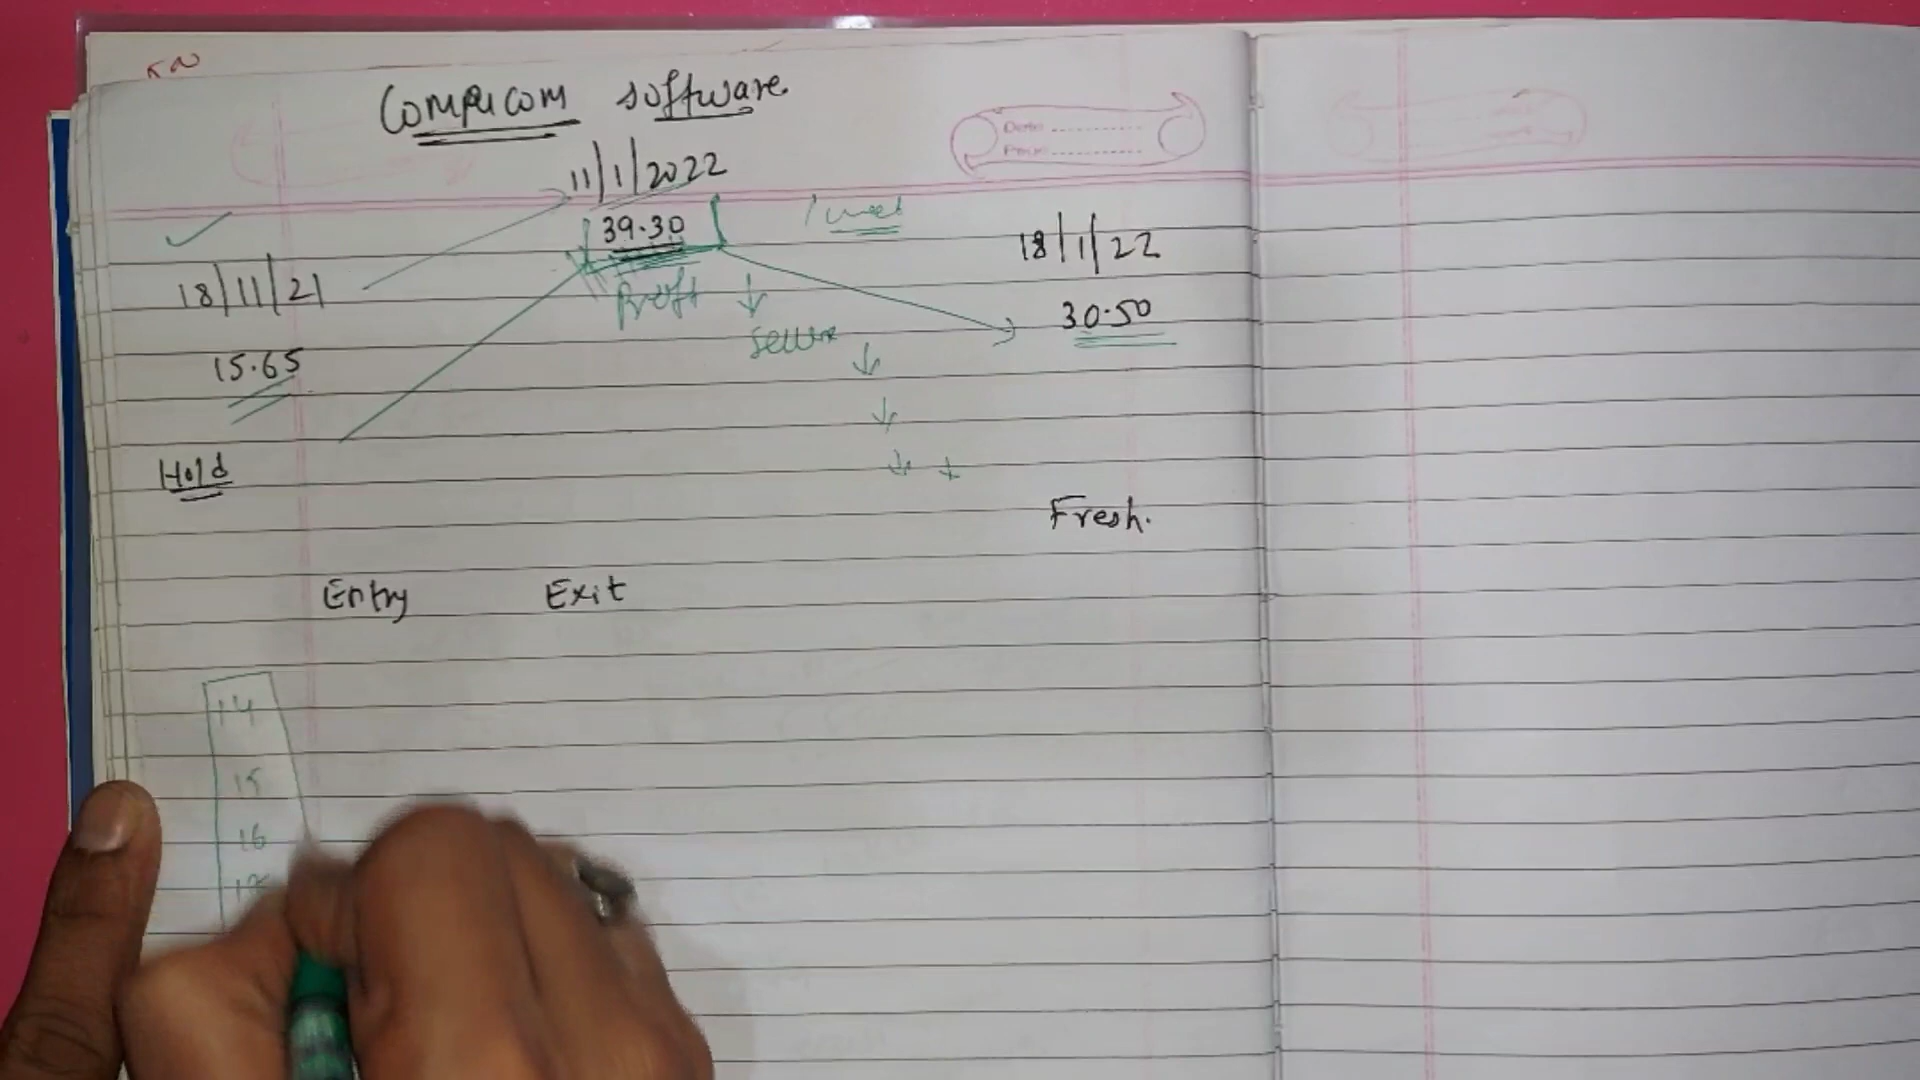 Compucom software
11/1/2022
39.30
1 week
18/1/22
18/11/21
Profit
30.50
15.65
Hold
Fresh.
Entry Exit
14
15
16